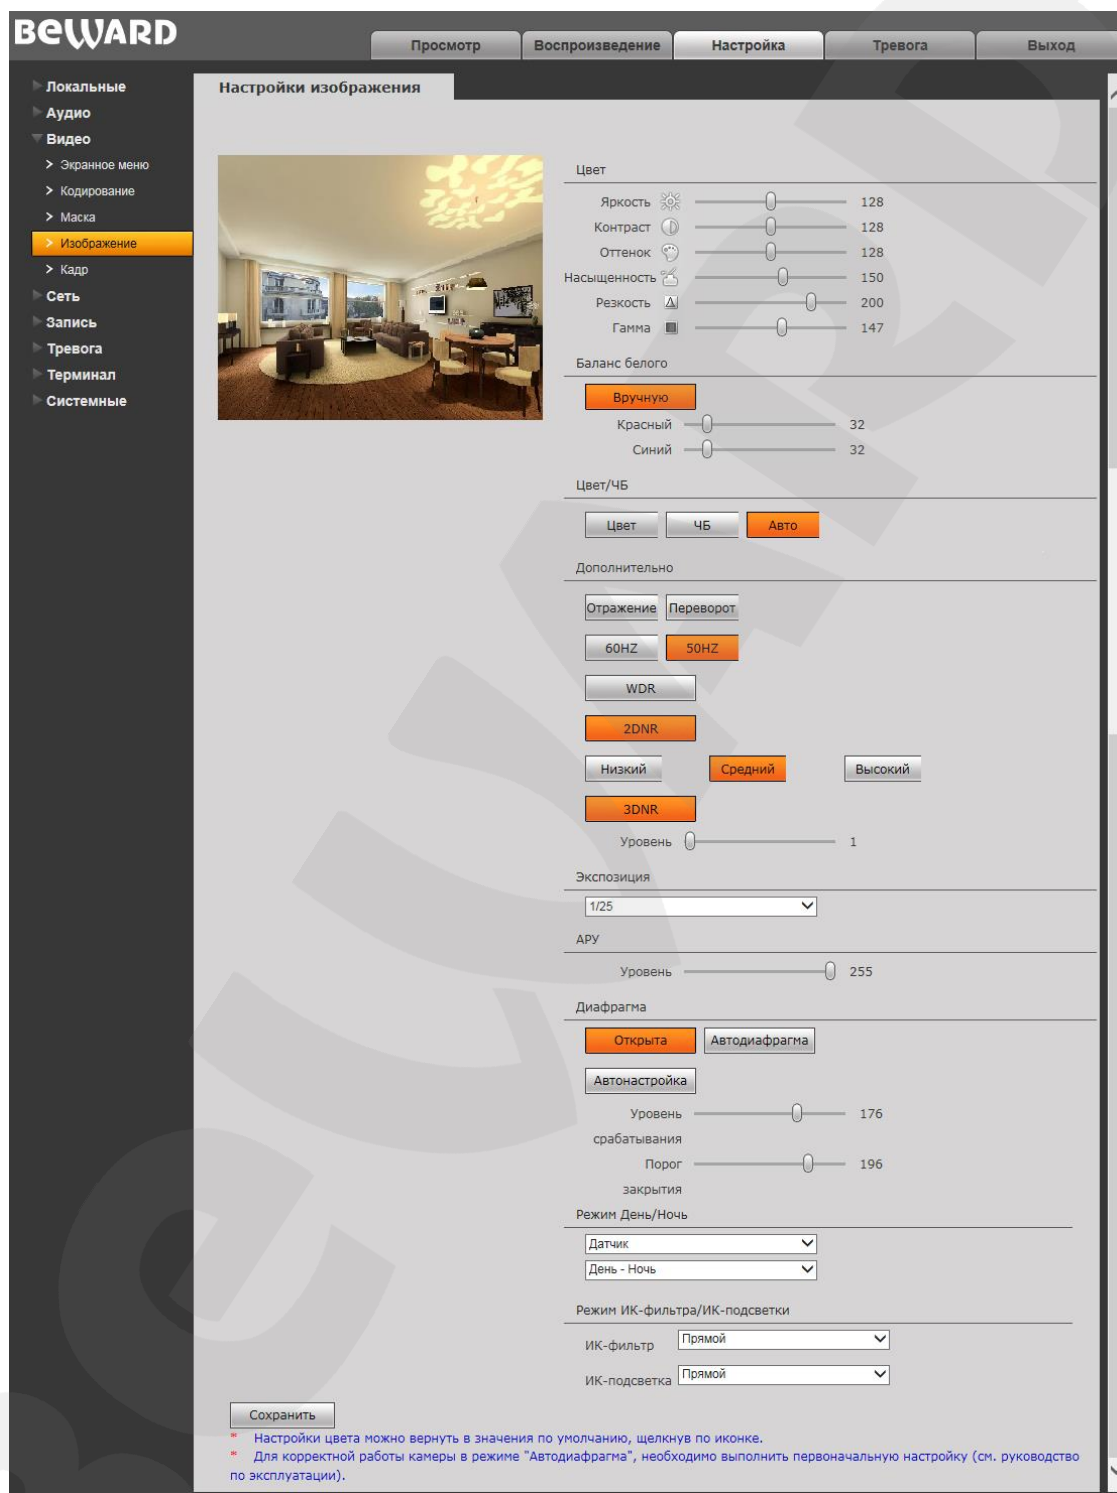 BEWARD
Просмотр Воспроизведение Настройка Тревога Выход
Локальные
Аудио
Видео
Экранное меню
Кодирование
Маска
Изображение
Кадр
Сеть
Запись
Тревога
Терминал
Системные
Настройки изображения
Цвет
Яркость 128
Контраст 128
Оттенок 128
Насыщенность 150
Резкость 200
Гамма 147
Баланс белого
Вручную
Красный 32
Синий 32
Цвет/ЧБ
Цвет ЧБ Авто
Дополнительно
Отражение Переворот
60HZ 50HZ
WDR
2DNR
Низкий Средний Высокий
3DNR
Уровень 1
Экспозиция
1/25
АРУ
Уровень 255
Диафрагма
Открыта Автодиафрагма
Автонастройка
Уровень 176
срабатывания
Порог 196
закрытия
Режим День/Ночь
Датчик
День - Ночь
Режим ИК-фильтра/ИК-подсветки
ИК-фильтр Прямой
ИК-подсветка Прямой
Сохранить
* Настройки цвета можно вернуть в значения по умолчанию, щелкнув по иконке.
* Для корректной работы камеры в режиме "Автодиафрагма", необходимо выполнить первоначальную настройку (см. руководство
по эксплуатации).